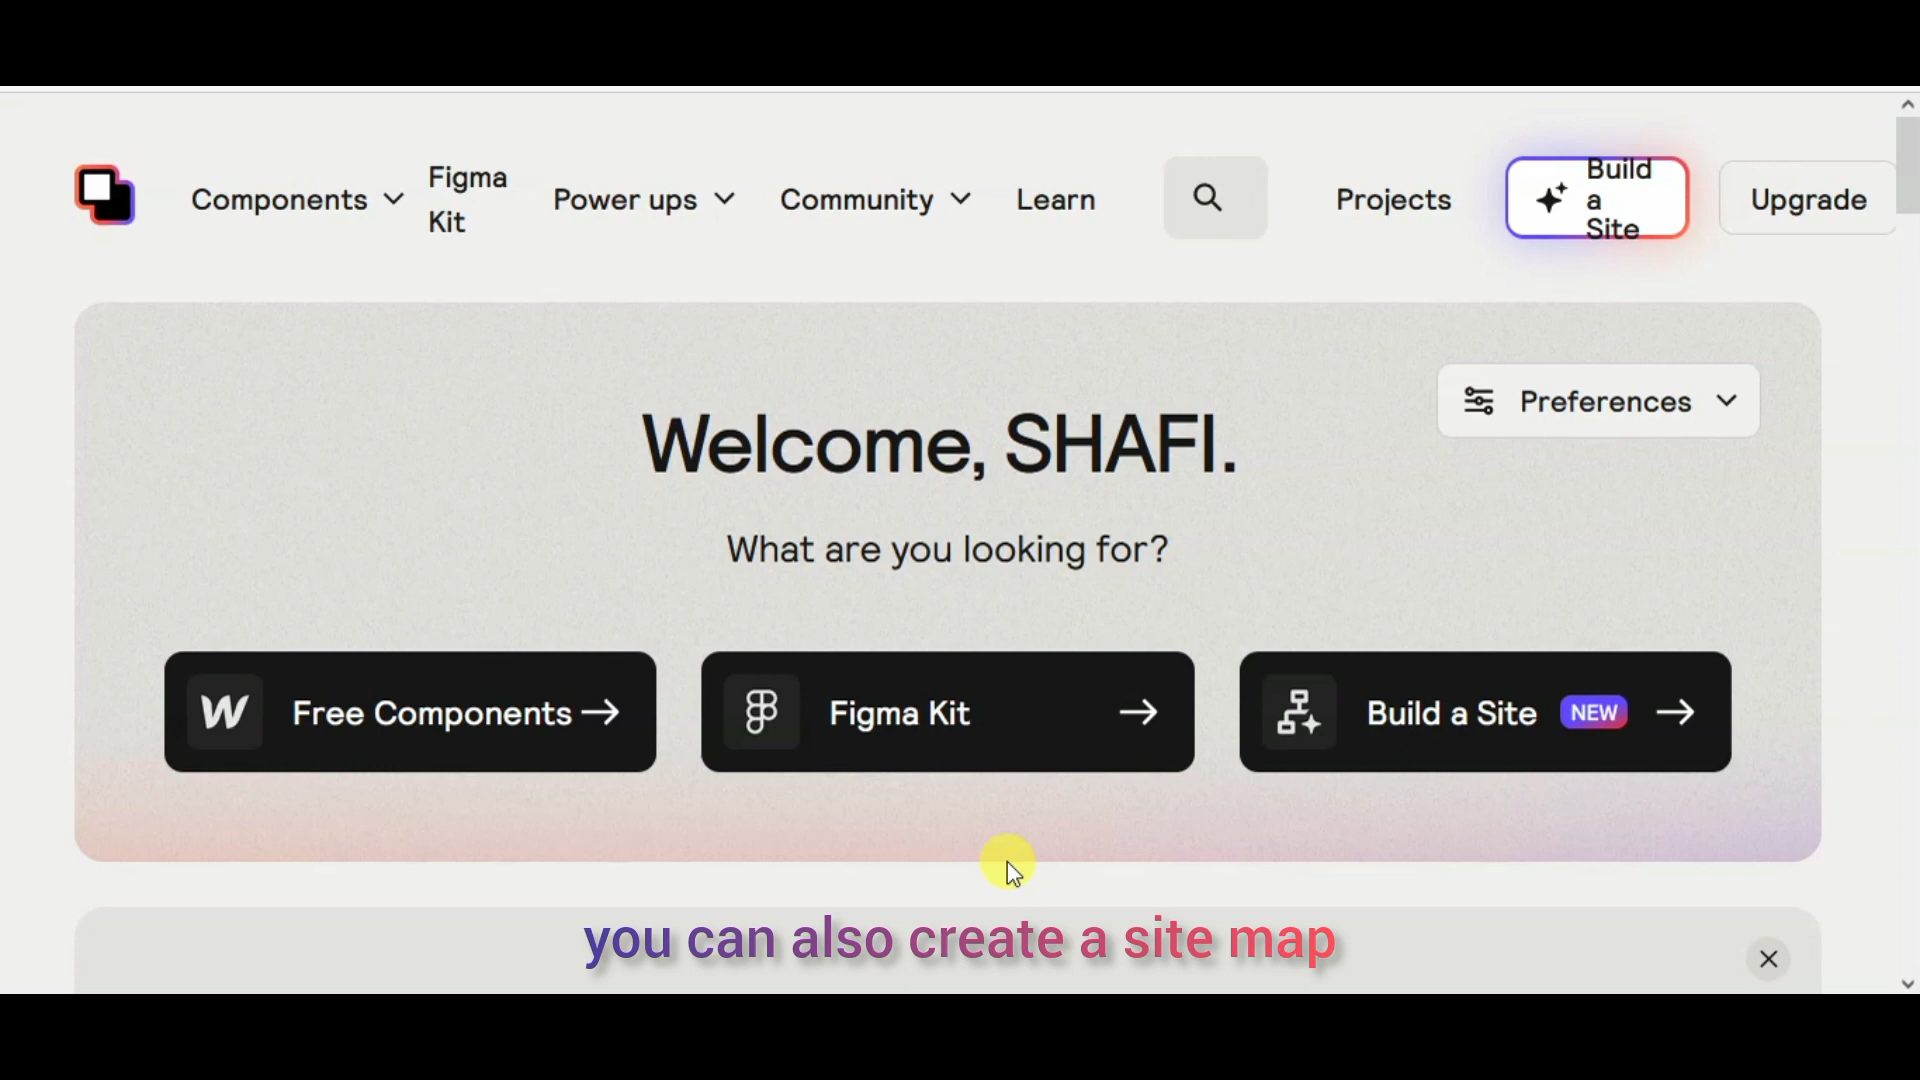 Components
Figma
Kit
Power ups
Community
Learn
Projects
Build
a
Site
Upgrade
Preferences
Welcome, SHAFI.
What are you looking for?
Free Components
Figma Kit
Build a Site NEW
you can also create a site map